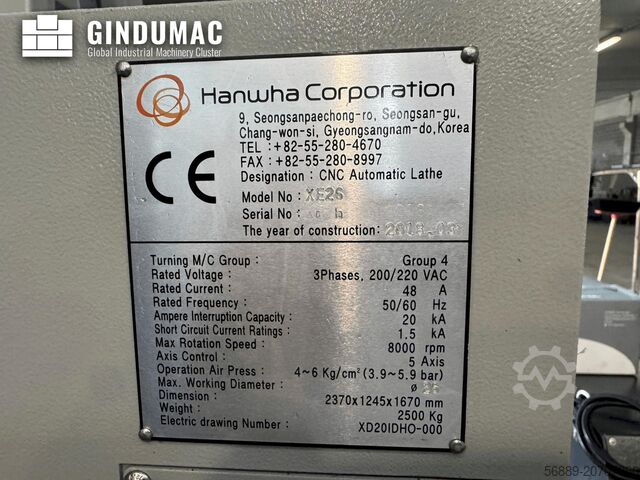 GINDUMAC
Global Industrial Machinery Cluster
Hanwha Corporation
9, Seongsanpaechong-ro, Seongsan-gu,
Chang-won-si, Gyeongsangnam-do,Korea
TEL : +82-55-280-4670
FAX : +82-55-280-8997
Designation : CNC Automatic Lathe
CE
Model No : XE26
Serial No :
The year of construction:
Turning M/C Group : Group 4
Rated Voltage : 3Phases, 200/220 VAC
Rated Current : 48 A
Rated Frequency : 50/60 Hz
Ampere Interruption Capacity : 20 kA
Short Circuit Current Ratings : 1.5 kA
Max Rotation Speed : 8000 rpm
Axis Control : 5 Axis
Operation Air Press : 4~6 Kg/cm² (3.9~5.9 bar)
Max. Working Diameter : ø 26
Dimension : 2370x1245x1670 mm
Weight : 2500 Kg
Electric drawing Number : XD20IDHO-000